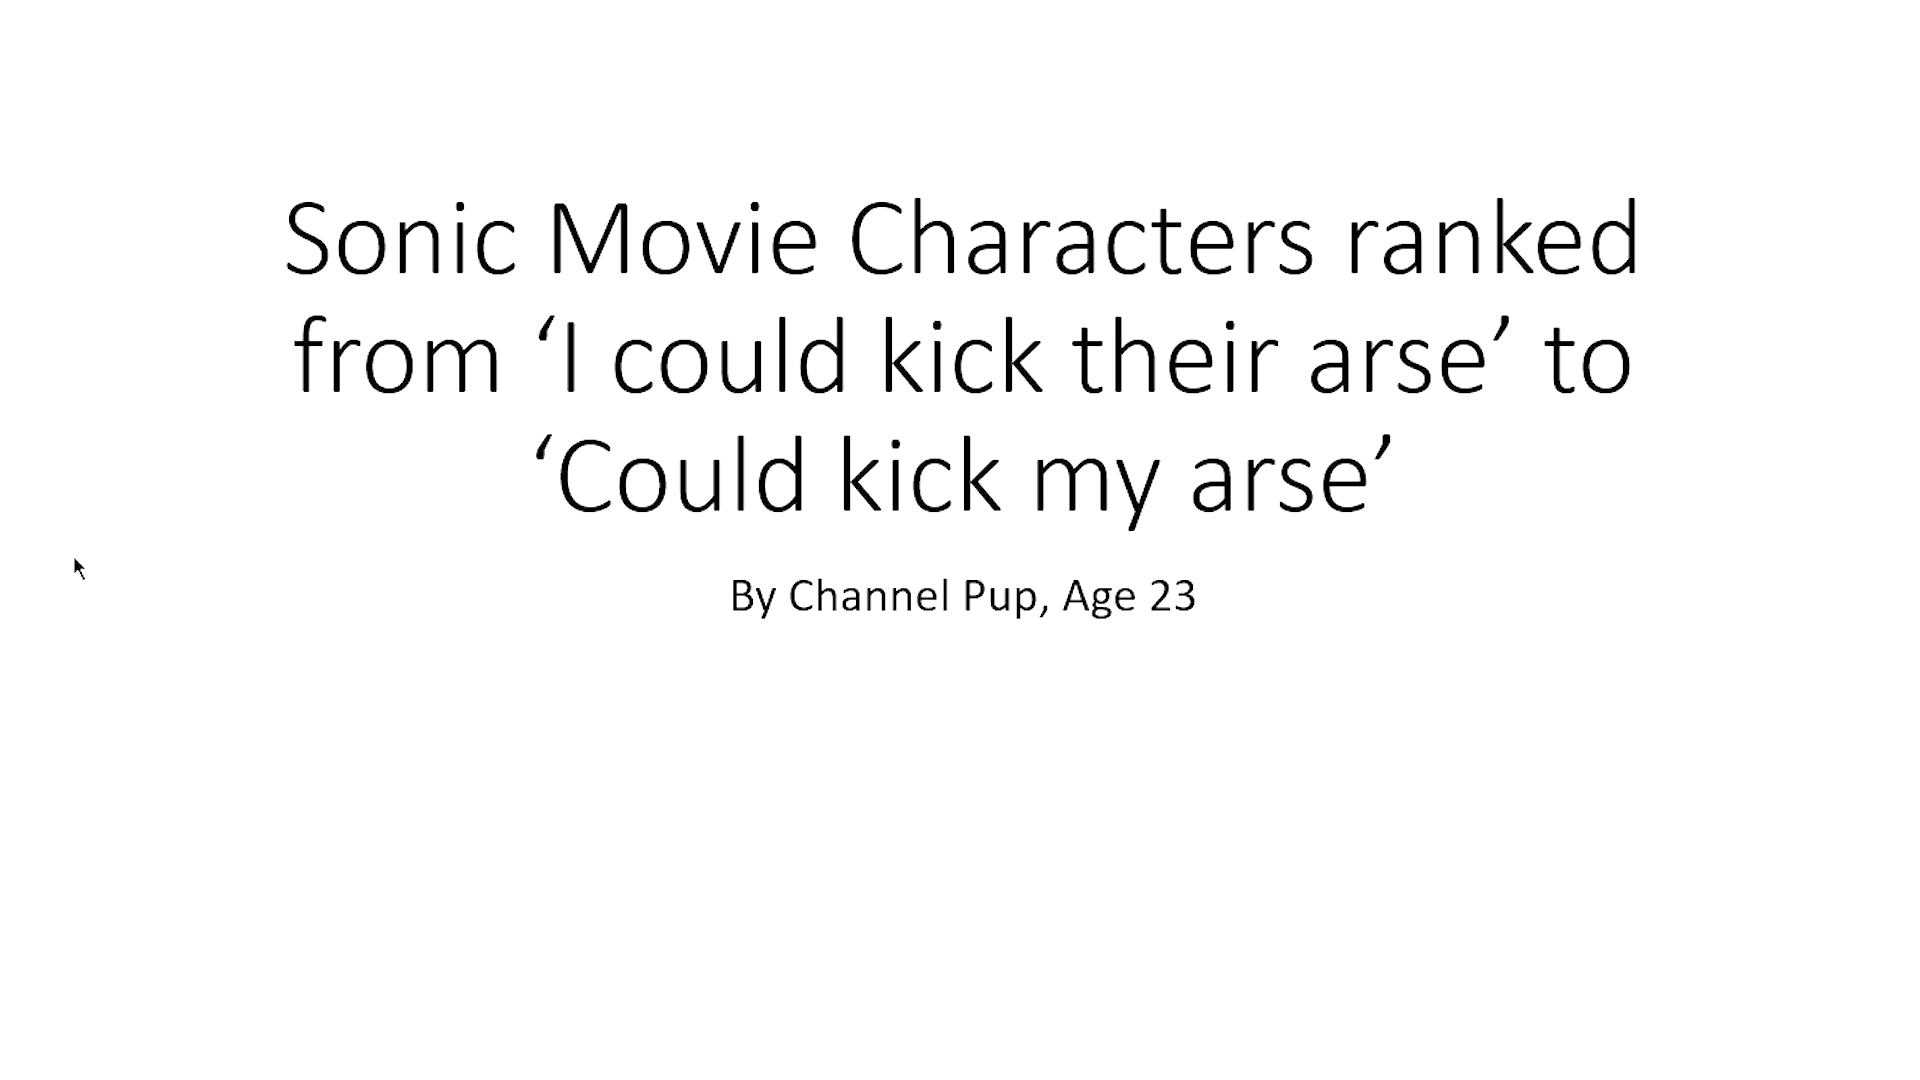 Sonic Movie Characters ranked
from ‘I could kick their arse’ to
‘Could kick my arse’
By Channel Pup, Age 23